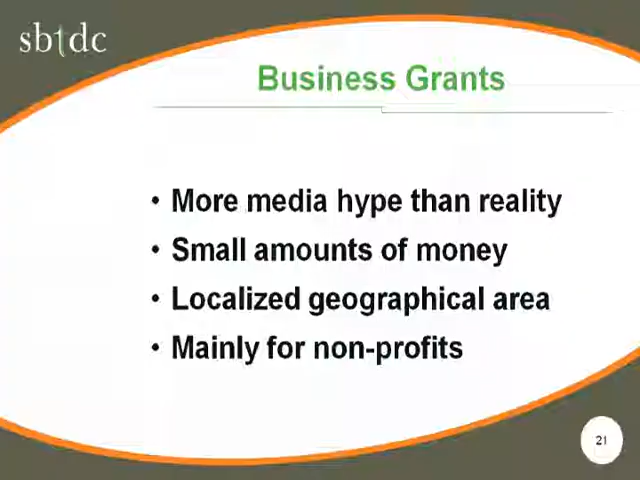 sbtdc
Business Grants
• More media hype than reality
• Small amounts of money
• Localized geographical area
• Mainly for non-profits
21